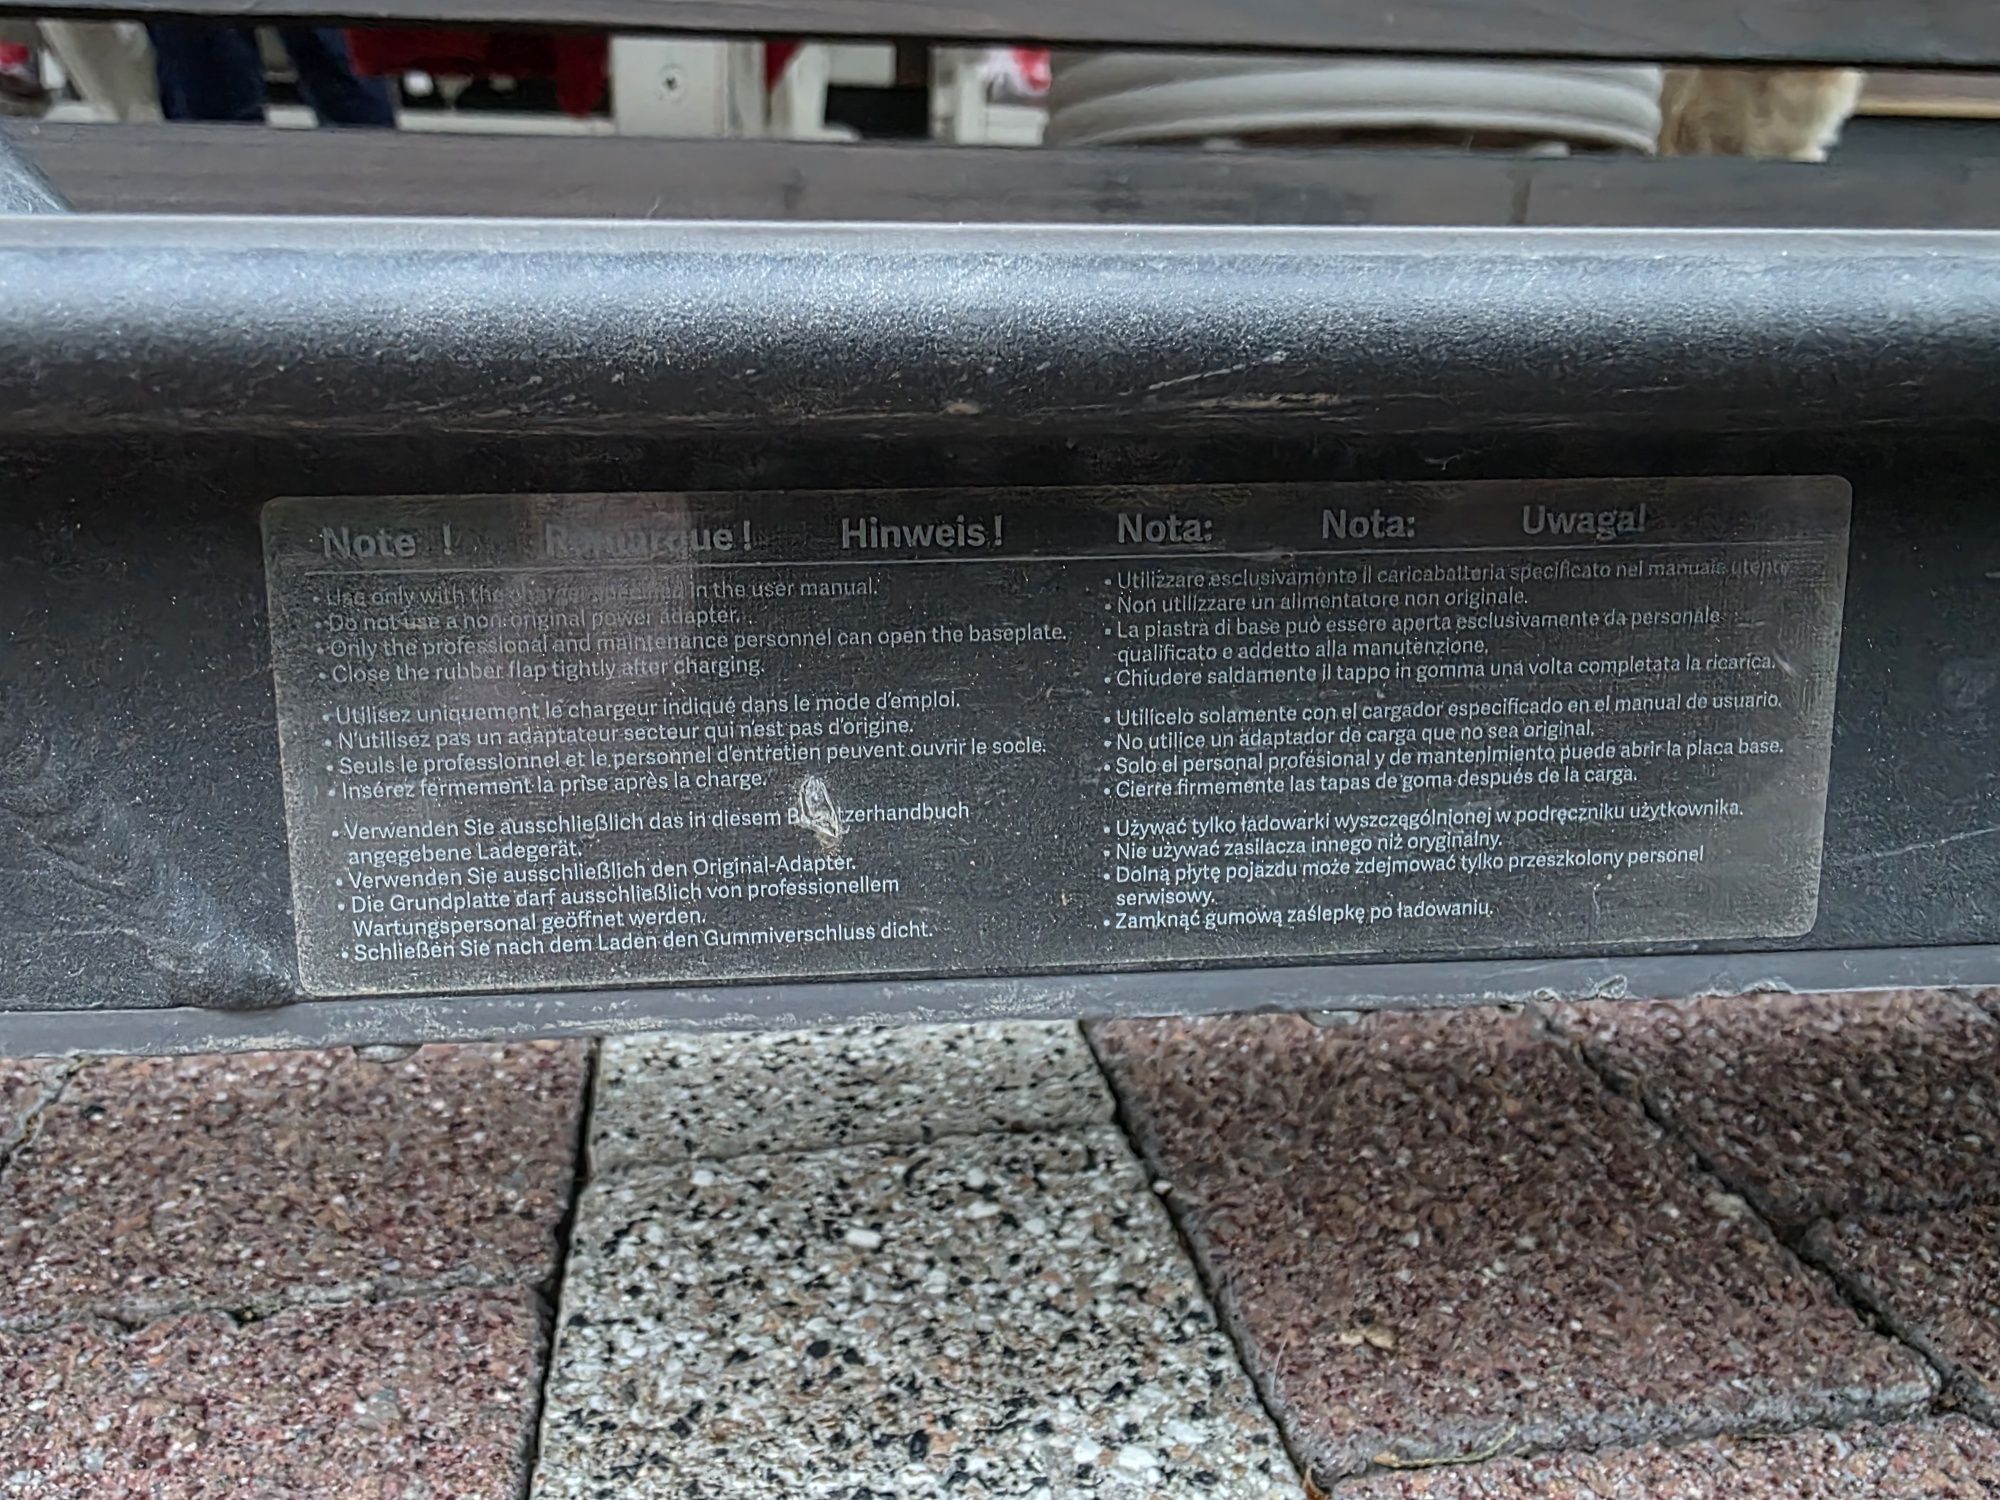 Note !
Remarque !
Hinweis !
Nota:
Nota:
Uwaga!
• Use only with the charger specified in the user manual.
• Do not use a non original power adapter.
• Only the professional and maintenance personnel can open the baseplate.
• Close the rubber flap tightly after charging.
• Utilisez uniquement le chargeur indiqué dans le mode d'emploi.
• N'utilisez pas un adaptateur secteur qui n'est pas d'origine.
• Seuls le professionnel et le personnel d'entretien peuvent ouvrir le socle.
• Insérez fermement la prise après la charge.
• Verwenden Sie ausschließlich das in diesem
angegebene Ladegerät.
• Verwenden Sie ausschließlich den Original-Adapter.
• Die Grundplatte darf ausschließlich von professionellem
Wartungspersonal geöffnet werden.
• Schließen Sie nach dem Laden den Gummiverschluss dicht.
• Utilizzare esclusivamente il caricabatteria specificato nel manuale utente
• Non utilizzare un alimentatore non originale.
• La piastra di base può essere aperta esclusivamente da personale
qualificato e addetto alla manutenzione.
• Chiudere saldamente il tappo in gomma una volta completata la ricarica.
• Utilícelo solamente con el cargador especificado en el manual de usuario.
• No utilice un adaptador de carga que no sea original.
• Solo el personal profesional y de mantenimiento puede abrir la placa base.
• Cierre firmemente las tapas de goma después de la carga.
• Używać tylko ładowarki wyszczególnionej w podręczniku użytkownika.
• Nie używać zasilacza innego niż oryginalny.
• Dolną płytę pojazdu może zdejmować tylko przeszkolony personel
serwisowy.
• Zamknąć gumową zaślepkę po ładowaniu.